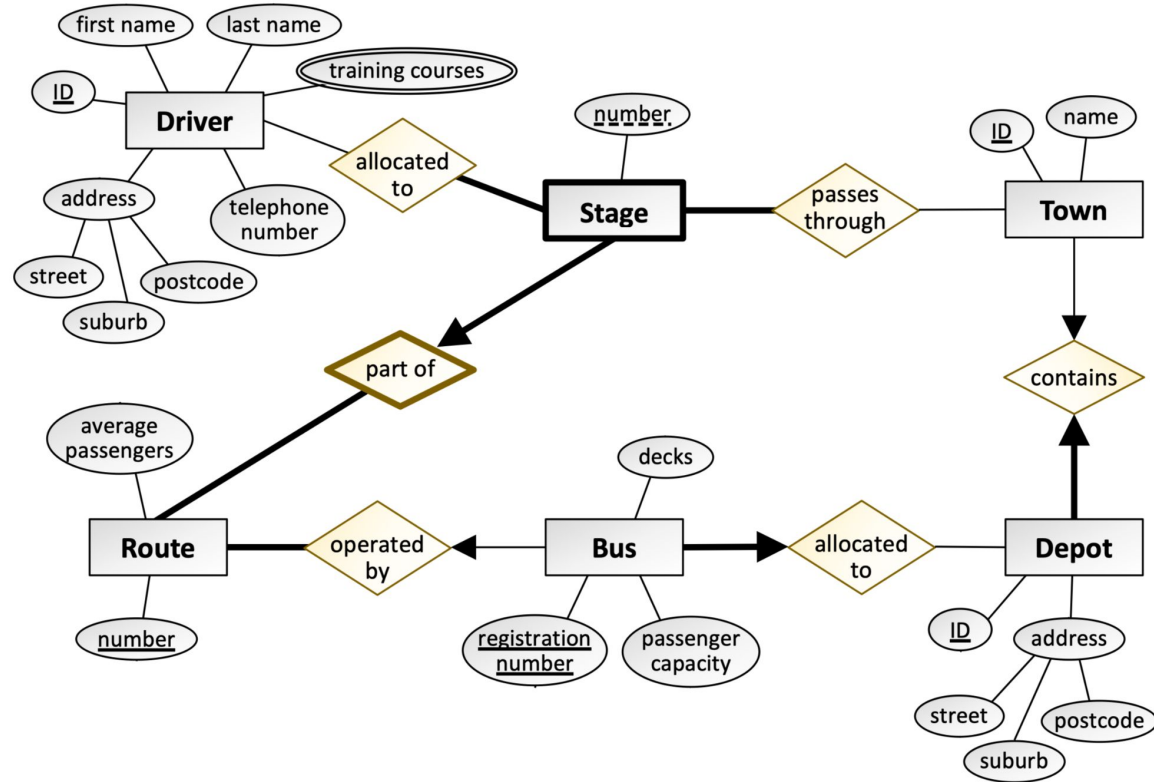 first name
last name
training courses
ID
Driver
number
ID
name
allocated
to
address
telephone
number
Stage
passes
through
Town
street
postcode
suburb
part of
contains
average
passengers
decks
Route
operated
by
Bus
allocated
to
Depot
number
registration
number
passenger
capacity
ID
address
street
postcode
suburb